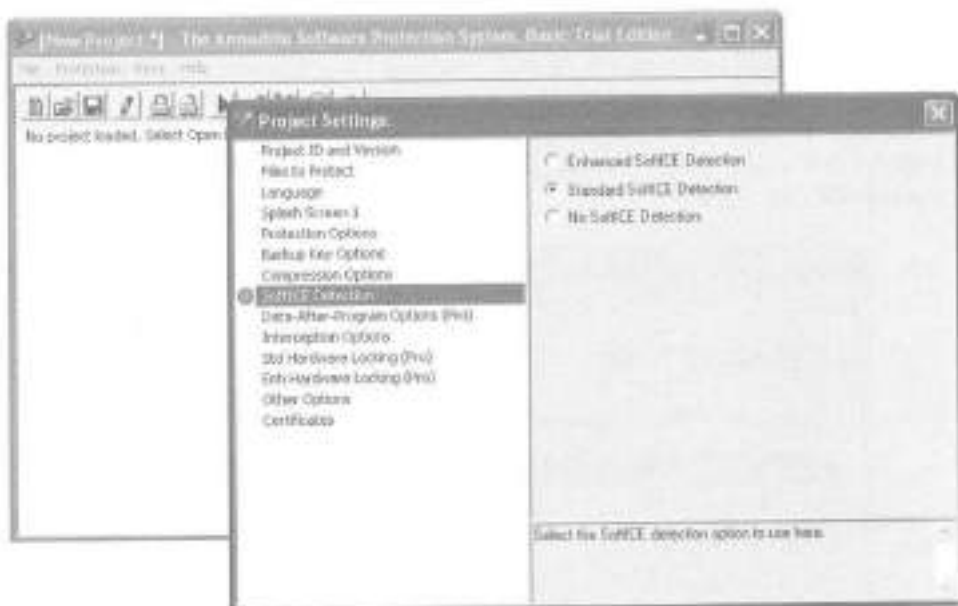 [New Project *] - The Armadillo Software Protection System, Basic Trial Edition
Help
No project loaded. Select Open
Project Settings
Project ID and Version
Files to Protect
Language
Splash Screen 1
Protection Options
Backup Key Options
Compression Options
SoftICE Detection
Data-After-Program Options (Pro)
Interception Options
Std Hardware Locking (Pro)
Enh Hardware Locking (Pro)
Other Options
Certificates
Enhanced SoftICE Detection
Standard SoftICE Detection
No SoftICE Detection
Select the SoftICE detection option to use here.